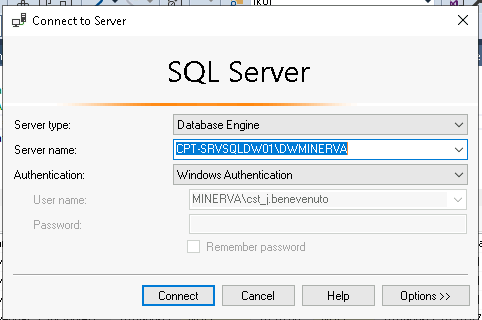 Connect to Server
SQL Server
Server type: Database Engine
Server name: CPT-SRVSQLDW01\DWMINERVA
Authentication: Windows Authentication
User name: MINERVA\cst_j.benevenuto
Password:
Remember password
Connect Cancel Help Options >>